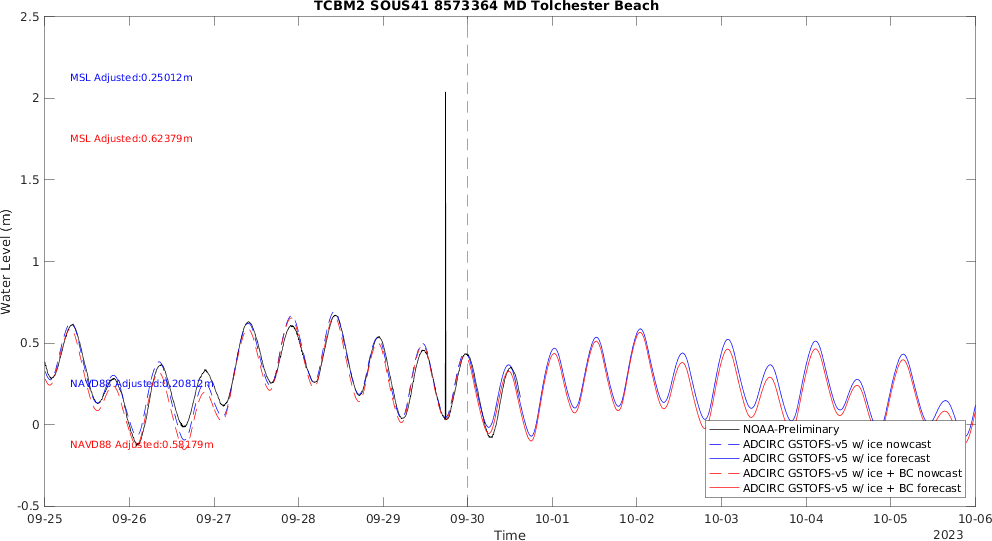 TCBM2 SOUS41 8573364 MD Tolchester Beach
2.5
MSL Adjusted:0.25012m
2
MSL Adjusted:0.62379m
1.5
1
Water Level (m)
0.5
NAVD88 Adjusted:0.20812m
0
NAVD88 Adjusted:0.58179m
NOAA-Preliminary
ADCIRC GSTOFS-v5 w/ ice nowcast
ADCIRC GSTOFS-v5 w/ ice forecast
ADCIRC GSTOFS-v5 w/ ice + BC nowcast
ADCIRC GSTOFS-v5 w/ ice + BC forecast
-0.5
09-25 09-26 09-27 09-28 09-29 09-30 10-01 10-02 10-03 10-04 10-05 10-06
Time
2023